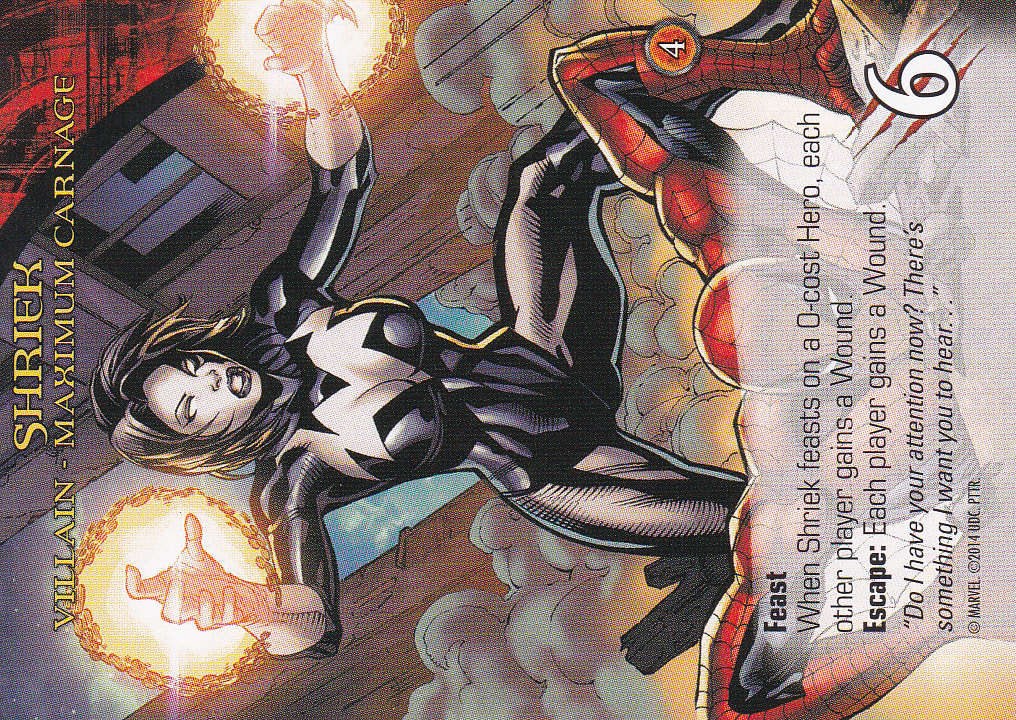 SHRIEK
VILLAIN - MAXIMUM CARNAGE
4
Feast
When Shriek feasts on a 0-cost Hero, each
other player gains a Wound.
Escape: Each player gains a Wound.
“Do I have your attention now? There’s
something I want you to hear. . .”
6
© MARVEL. ©2014 UDC. PTTR.